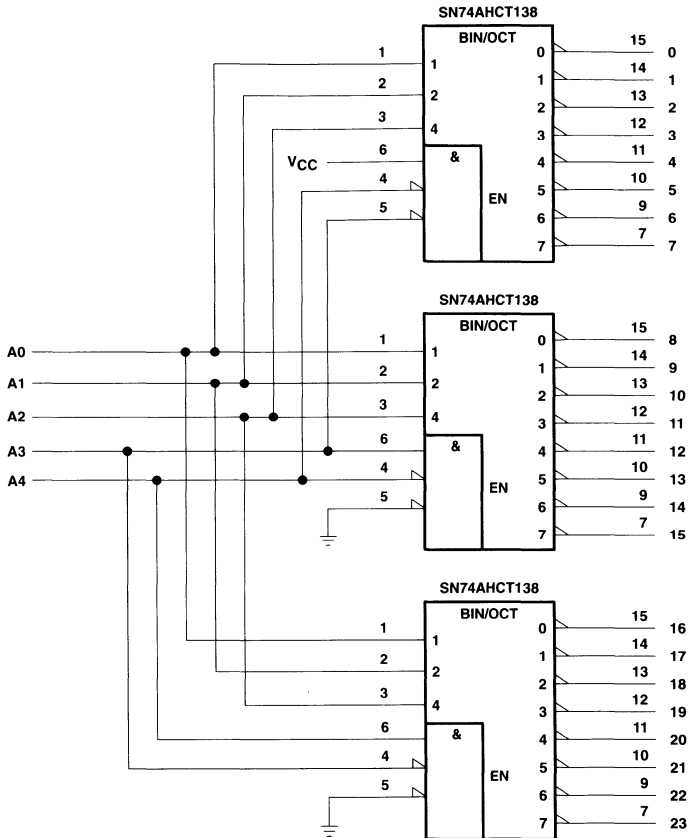 SN74AHCT138
BIN/OCT
1 1
2 2
3 4
VCC 6
4
5
&
EN
0 15 0
1 14 1
2 13 2
3 12 3
4 11 4
5 10 5
6 9 6
7 7 7
SN74AHCT138
BIN/OCT
A0 1 1
A1 2 2
A2 3 4
A3 6
A4 4
5
&
EN
0 15 8
1 14 9
2 13 10
3 12 11
4 11 12
5 10 13
6 9 14
7 7 15
SN74AHCT138
BIN/OCT
1 1
2 2
3 4
6
4
5
&
EN
0 15 16
1 14 17
2 13 18
3 12 19
4 11 20
5 10 21
6 9 22
7 7 23